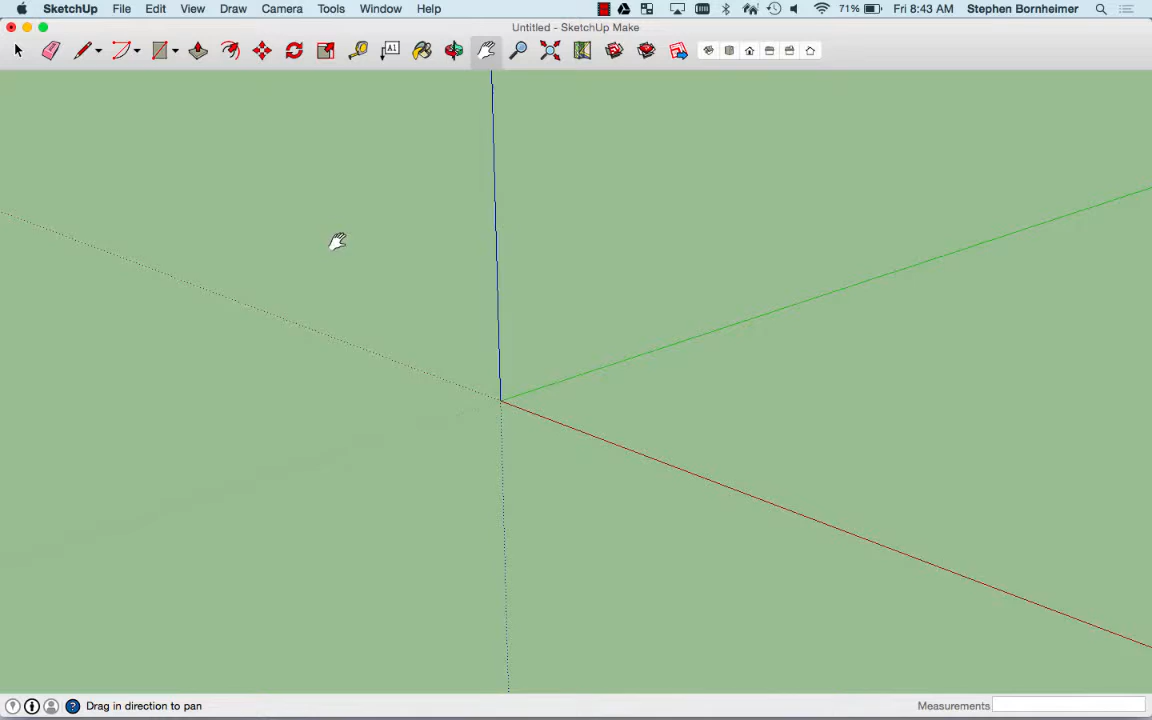 SketchUp File Edit View Draw Camera Tools Window Help 71% Fri 8:43 AM Stephen Bornheimer
Untitled - SketchUp Make
A1
? Drag in direction to pan Measurements